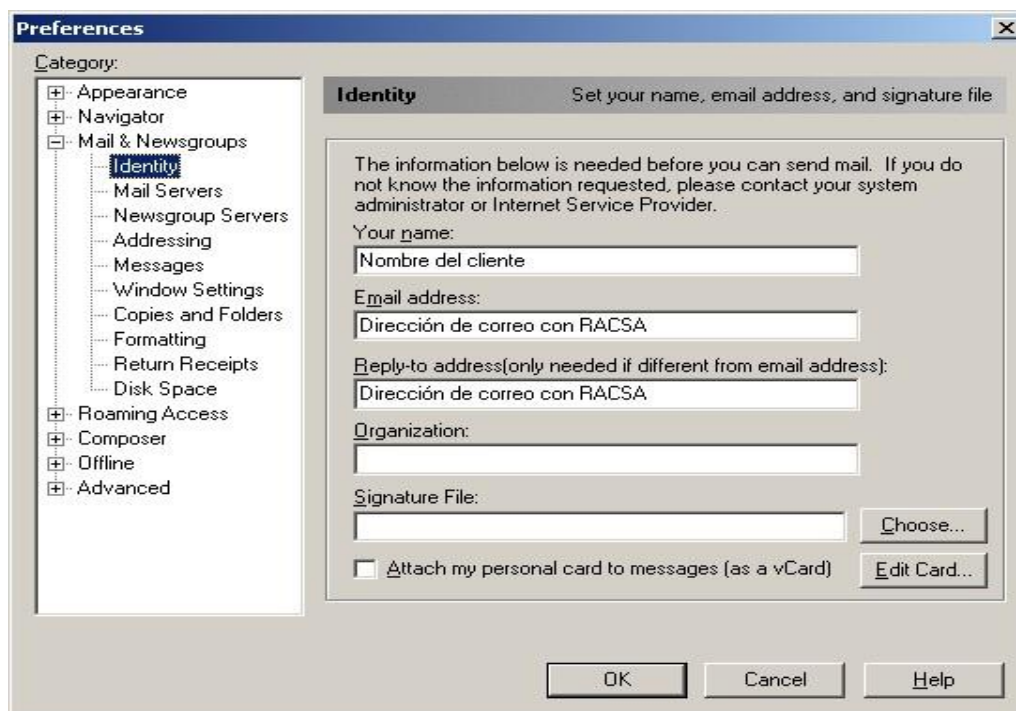 Preferences
Category:
Appearance
Navigator
Mail & Newsgroups
Identity
Mail Servers
Newsgroup Servers
Addressing
Messages
Window Settings
Copies and Folders
Formatting
Return Receipts
Disk Space
Roaming Access
Composer
Offline
Advanced
Identity Set your name, email address, and signature file
The information below is needed before you can send mail. If you do
not know the information requested, please contact your system
administrator or Internet Service Provider.
Your name:
Nombre del cliente
Email address:
Dirección de correo con RACSA
Reply-to address(only needed if different from email address):
Dirección de correo con RACSA
Organization:
Signature File:
Choose...
Attach my personal card to messages (as a vCard)
Edit Card...
OK Cancel Help